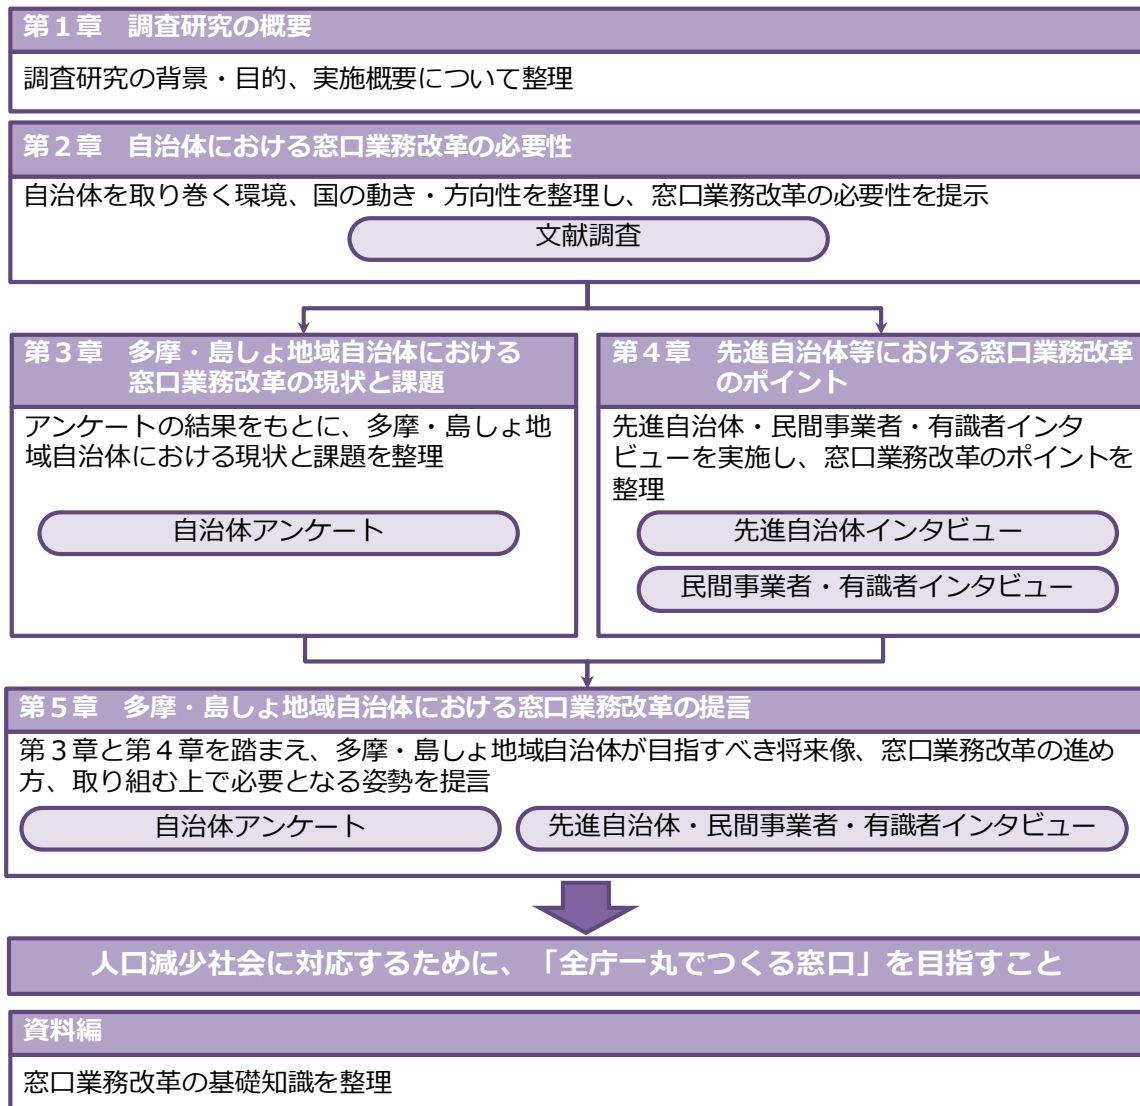 第１章　調査研究の概要
調査研究の背景・目的、実施概要について整理
第２章　自治体における窓口業務改革の必要性
自治体を取り巻く環境、国の動き・方向性を整理し、窓口業務改革の必要性を提示
文献調査
第３章　多摩・島しょ地域自治体における
窓口業務改革の現状と課題
アンケートの結果をもとに、多摩・島しょ地
域自治体における現状と課題を整理
自治体アンケート
第４章　先進自治体等における窓口業務改革
のポイント
先進自治体・民間事業者・有識者インタ
ビューを実施し、窓口業務改革のポイントを
整理
先進自治体インタビュー
民間事業者・有識者インタビュー
第５章　多摩・島しょ地域自治体における窓口業務改革の提言
第３章と第４章を踏まえ、多摩・島しょ地域自治体が目指すべき将来像、窓口業務改革の進め
方、取り組む上で必要となる姿勢を提言
自治体アンケート
先進自治体・民間事業者・有識者インタビュー
人口減少社会に対応するために、「全庁一丸でつくる窓口」を目指すこと
資料編
窓口業務改革の基礎知識を整理